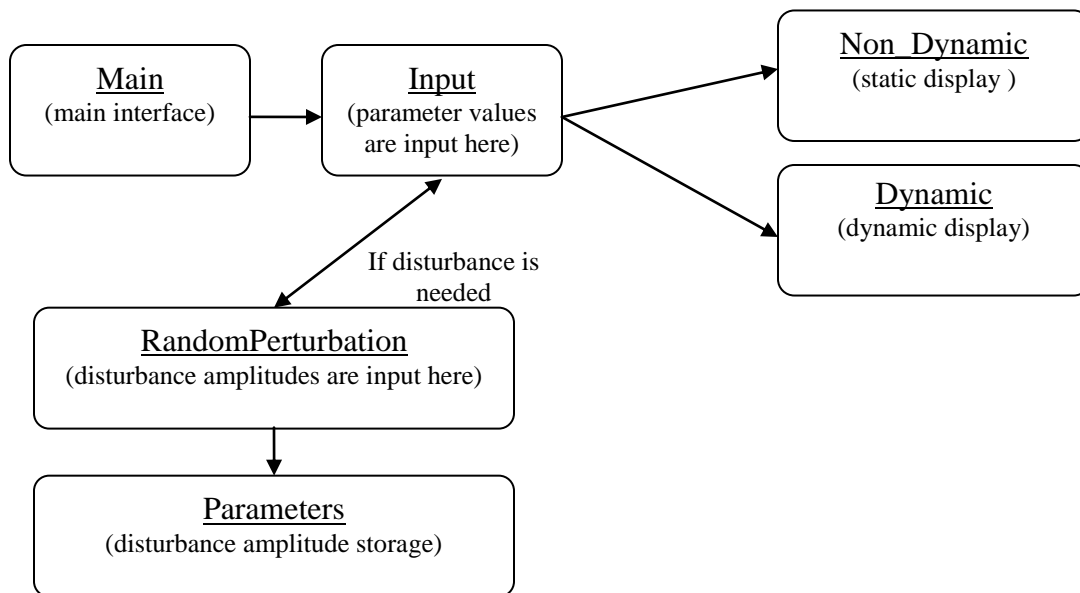 Main
(main interface)
Input
(parameter values
are input here)
Non_Dynamic
(static display )
Dynamic
(dynamic display)
If disturbance is
needed
RandomPerturbation
(disturbance amplitudes are input here)
Parameters
(disturbance amplitude storage)